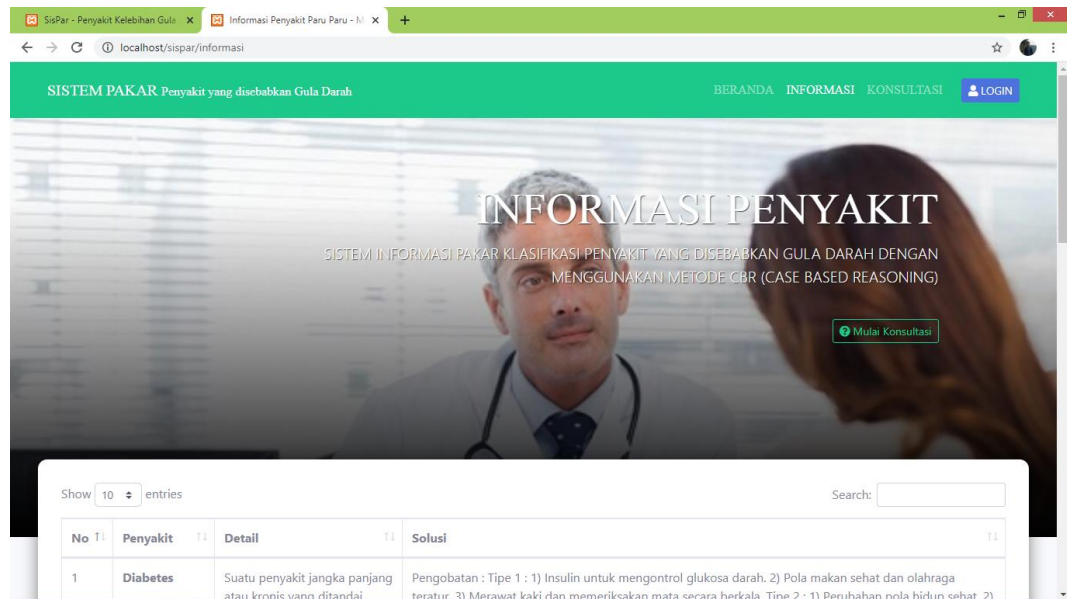 SisPar - Penyakit Kelebihan Gula
Informasi Penyakit Paru Paru - M
localhost/sispar/informasi
SISTEM PAKAR Penyakit yang disebabkan Gula Darah
BERANDA INFORMASI KONSULTASI LOGIN
INFORMASI PENYAKIT
SISTEM INFORMASI PAKAR KLASIFIKASI PENYAKIT YANG DISEBABKAN GULA DARAH DENGAN
MENGGUNAKAN METODE CBR (CASE BASED REASONING)
Mulai Konsultasi
Show 10 entries
Search:
No Penyakit Detail Solusi
1 Diabetes Suatu penyakit jangka panjang Pengobatan : Tipe 1 : 1) Insulin untuk mengontrol glukosa darah. 2) Pola makan sehat dan olahraga
atau kronis yang ditandai teratur. 3) Merawat kaki dan memeriksakan mata secara berkala. Tipe 2 : 1) Perubahan pola hidup sehat. 2)